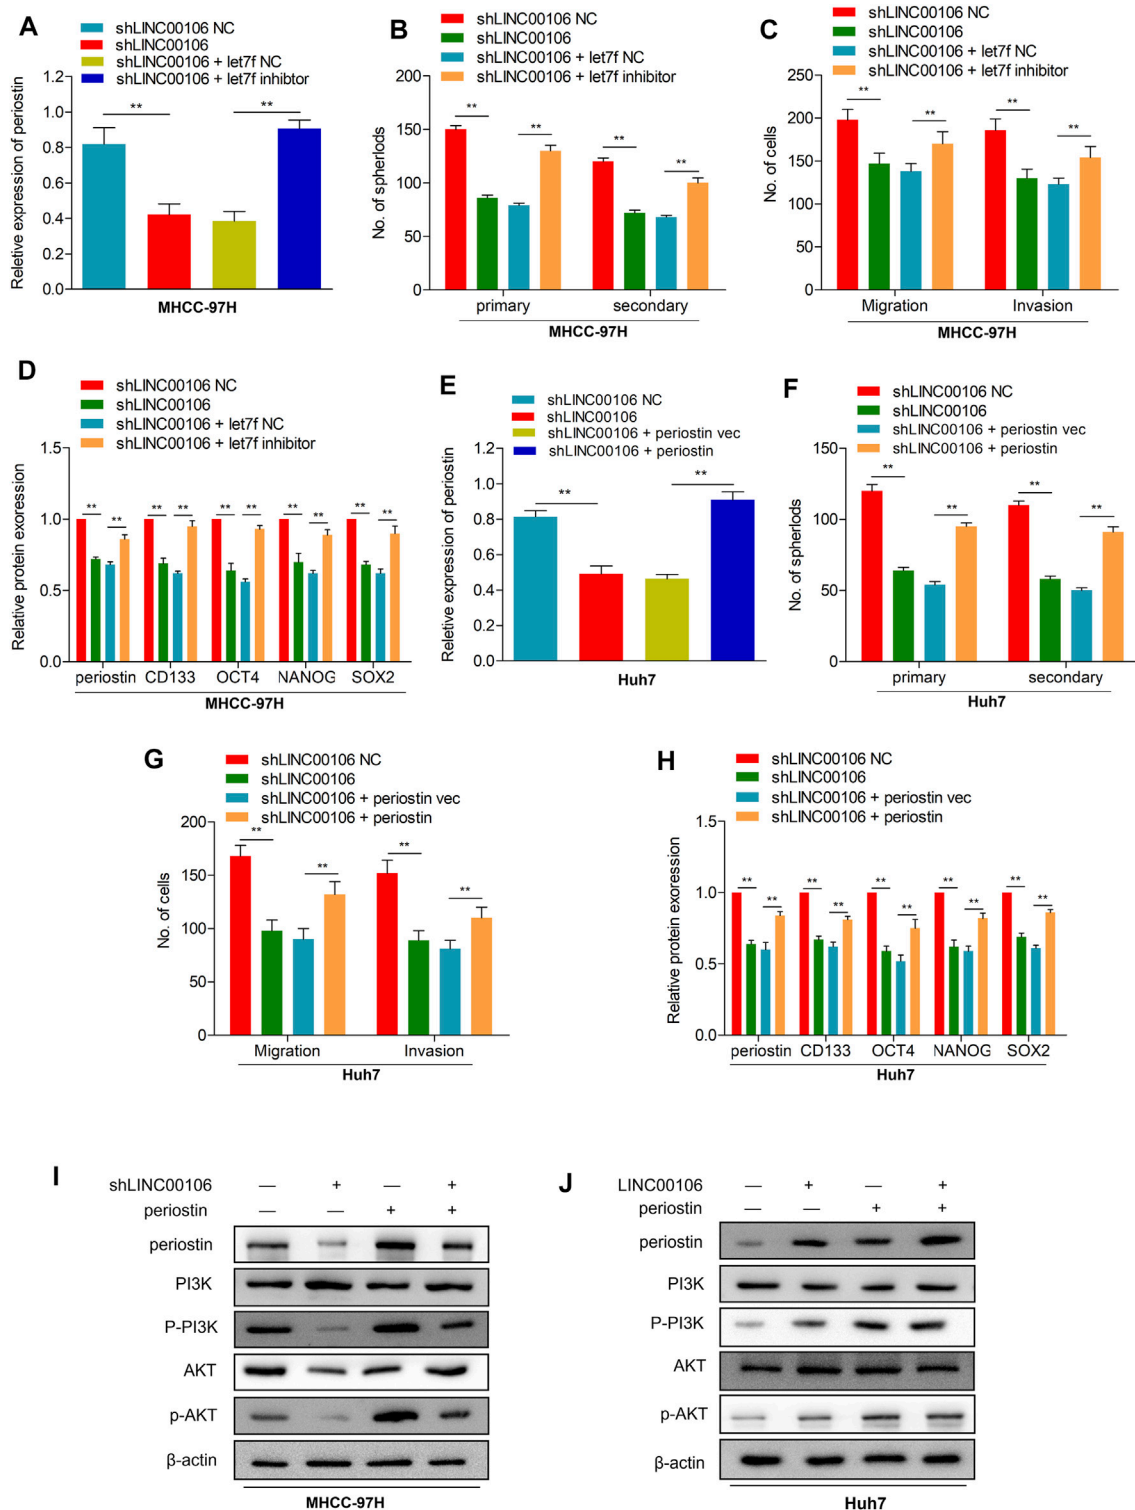 A
shLINC00106 NC
shLINC00106
shLINC00106 + let7f NC
shLINC00106 + let7f inhibtor
Reletive expression of periostin
1.2
1.0
0.8
0.6
0.4
0.2
0.0
** **
MHCC-97H
B
shLINC00106 NC
shLINC00106
shLINC00106 + let7f NC
shLINC00106 + let7f inhibitor
No. of spherlods
200
150
100
50
0
** ** ** **
primary secondary
MHCC-97H
C
shLINC00106 NC
shLINC00106
shLINC00106 + let7f NC
shLINC00106 + let7f inhibitor
No. of cells
250
200
150
100
50
0
** ** ** **
Migration Invasion
MHCC-97H
D
shLINC00106 NC
shLINC00106
shLINC00106 + let7f NC
shLINC00106 + let7f inhibitor
Relative protein exoression
1.5
1.0
0.5
0.0
** ** ** ** ** ** ** ** ** **
periostin CD133 OCT4 NANOG SOX2
MHCC-97H
E
shLINC00106 NC
shLINC00106
shLINC00106 + periostin vec
shLINC00106 + periostin
Reletive expression of periostin
1.2
1.0
0.8
0.6
0.4
0.2
0.0
** **
Huh7
F
shLINC00106 NC
shLINC00106
shLINC00106 + periostin vec
shLINC00106 + periostin
No. of spherlods
150
100
50
0
** ** ** **
primary secondary
Huh7
G
shLINC00106 NC
shLINC00106
shLINC00106 + periostin vec
shLINC00106 + periostin
No. of cells
200
150
100
50
0
** ** ** **
Migration Invasion
Huh7
H
shLINC00106 NC
shLINC00106
shLINC00106 + periostin vec
shLINC00106 + periostin
Relative protein exoression
1.5
1.0
0.5
0.0
** ** ** ** ** ** ** ** ** **
periostin CD133 OCT4 NANOG SOX2
Huh7
I
shLINC00106 — + — +
periostin — — + +
periostin
PI3K
P-PI3K
AKT
p-AKT
β-actin
MHCC-97H
J
LINC00106 — + — +
periostin — — + +
periostin
PI3K
P-PI3K
AKT
p-AKT
β-actin
Huh7